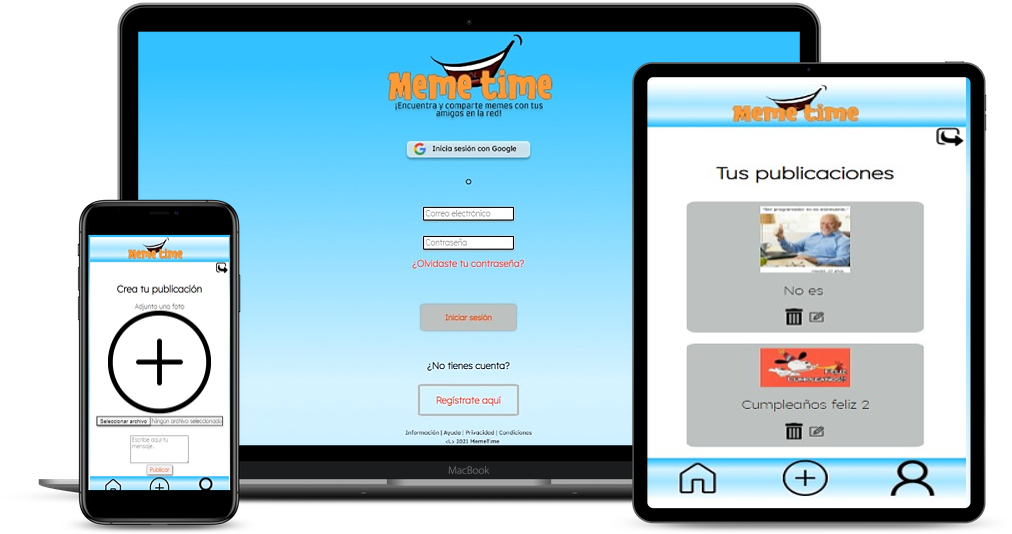 Meme time
¡Encuentra y comparte memes con tus
amigos en la red!
Inicia sesión con Google
o
Correo electrónico
Contraseña
¿Olvidaste tu contraseña?
Iniciar sesión
¿No tienes cuenta?
Regístrate aquí
Información | Ayuda | Privacidad | Condiciones
2021 MemeTime
MacBook
Meme time
Crea tu publicación
Adjunta una foto
Seleccionar archivo Ningún archivo seleccionado
Escribe aquí tu
mensaje...
Publicar
Meme time
Tus publicaciones
No es
Feliz
Cumpleaños
Cumpleaños feliz 2